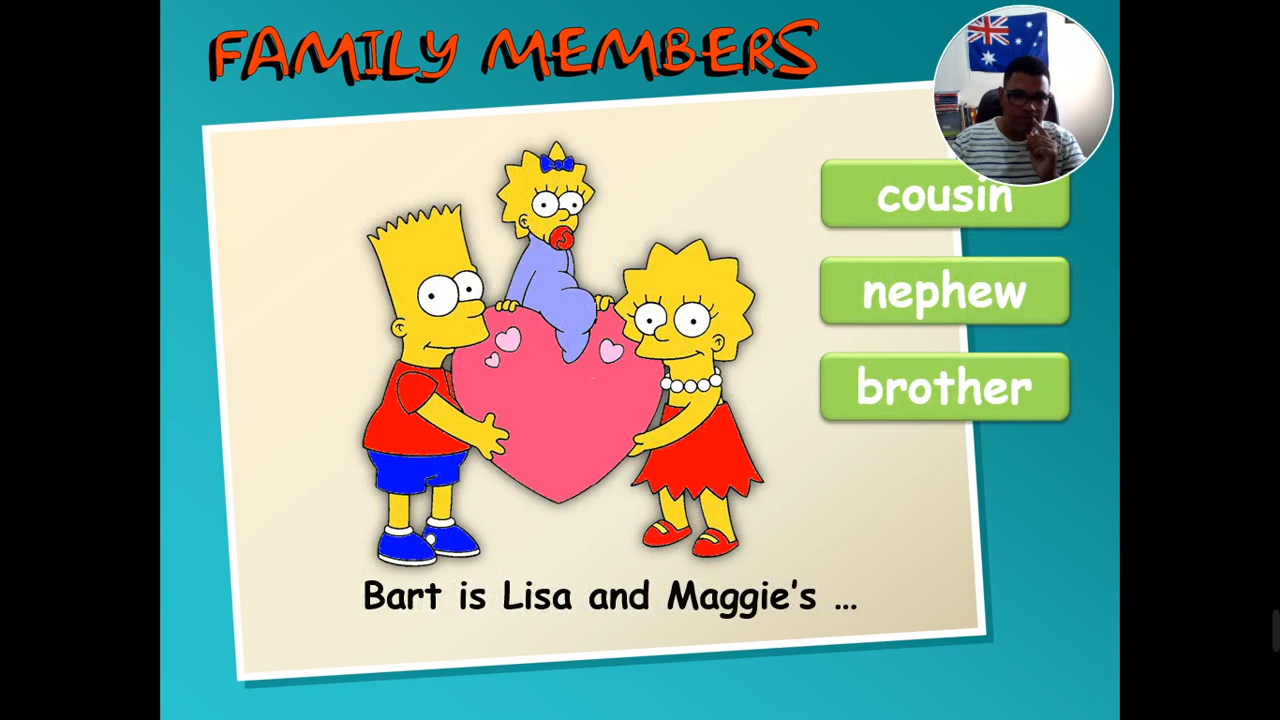 FAMILY MEMBERS
cousin
nephew
brother
Bart is Lisa and Maggie's ...